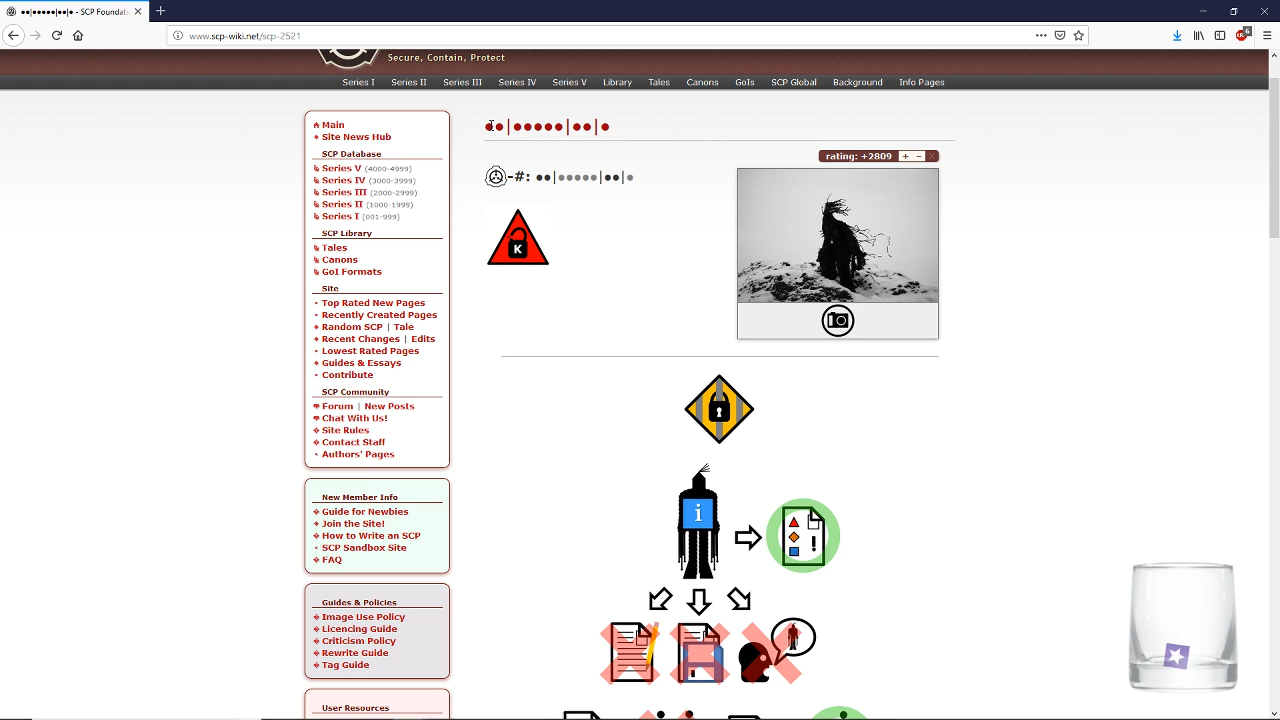 ●●|●●●●●|●●|● - SCP Founda
www.scp-wiki.net/scp-2521
6
Secure, Contain, Protect
Series I
Series II
Series III
Series IV
Series V
Library
Tales
Canons
GoIs
SCP Global
Background
Info Pages
Main
Site News Hub
SCP Database
Series V (4000-4999)
Series IV (3000-3999)
Series III (2000-2999)
Series II (1000-1999)
Series I (001-999)
SCP Library
Tales
Canons
GoI Formats
Site
Top Rated New Pages
Recently Created Pages
Random SCP | Tale
Recent Changes | Edits
Lowest Rated Pages
Guides & Essays
Contribute
SCP Community
Forum | New Posts
Chat With Us!
Site Rules
Contact Staff
Authors' Pages
New Member Info
Guide for Newbies
Join the Site!
How to Write an SCP
SCP Sandbox Site
FAQ
Guides & Policies
Image Use Policy
Licencing Guide
Criticism Policy
Rewrite Guide
Tag Guide
User Resources
●●|●●●●●|●●|●
rating: +2809 + − X
-#: ●●|●●●●●|●●|●
K
i
!